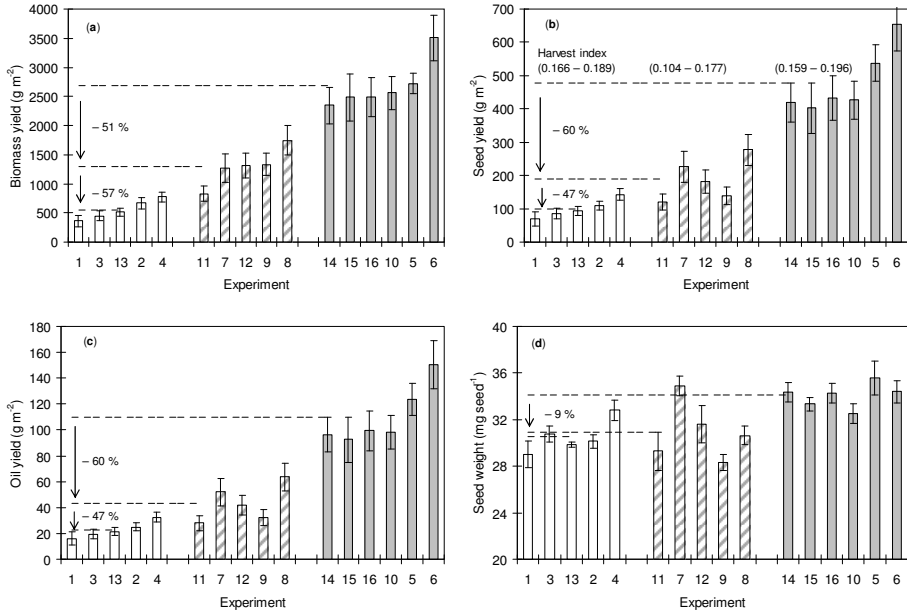 (a)
Biomass yield (g m-2)
4000
3500
3000
2500
2000
1500
1000
500
0
– 51 %
– 57 %
1 3 13 2 4 11 7 12 9 8 14 15 16 10 5 6
Experiment
(b)
Seed yield (g m-2)
700
600
500
400
300
200
100
0
Harvest index
(0.166 – 0.189) (0.104 – 0.177) (0.159 – 0.196)
– 60 %
– 47 %
1 3 13 2 4 11 7 12 9 8 14 15 16 10 5 6
Experiment
(c)
Oil yield (g m-2)
180
160
140
120
100
80
60
40
20
0
– 60 %
– 47 %
1 3 13 2 4 11 7 12 9 8 14 15 16 10 5 6
Experiment
(d)
Seed weight (mg seed-1)
40
36
32
28
24
20
– 9 %
1 3 13 2 4 11 7 12 9 8 14 15 16 10 5 6
Experiment